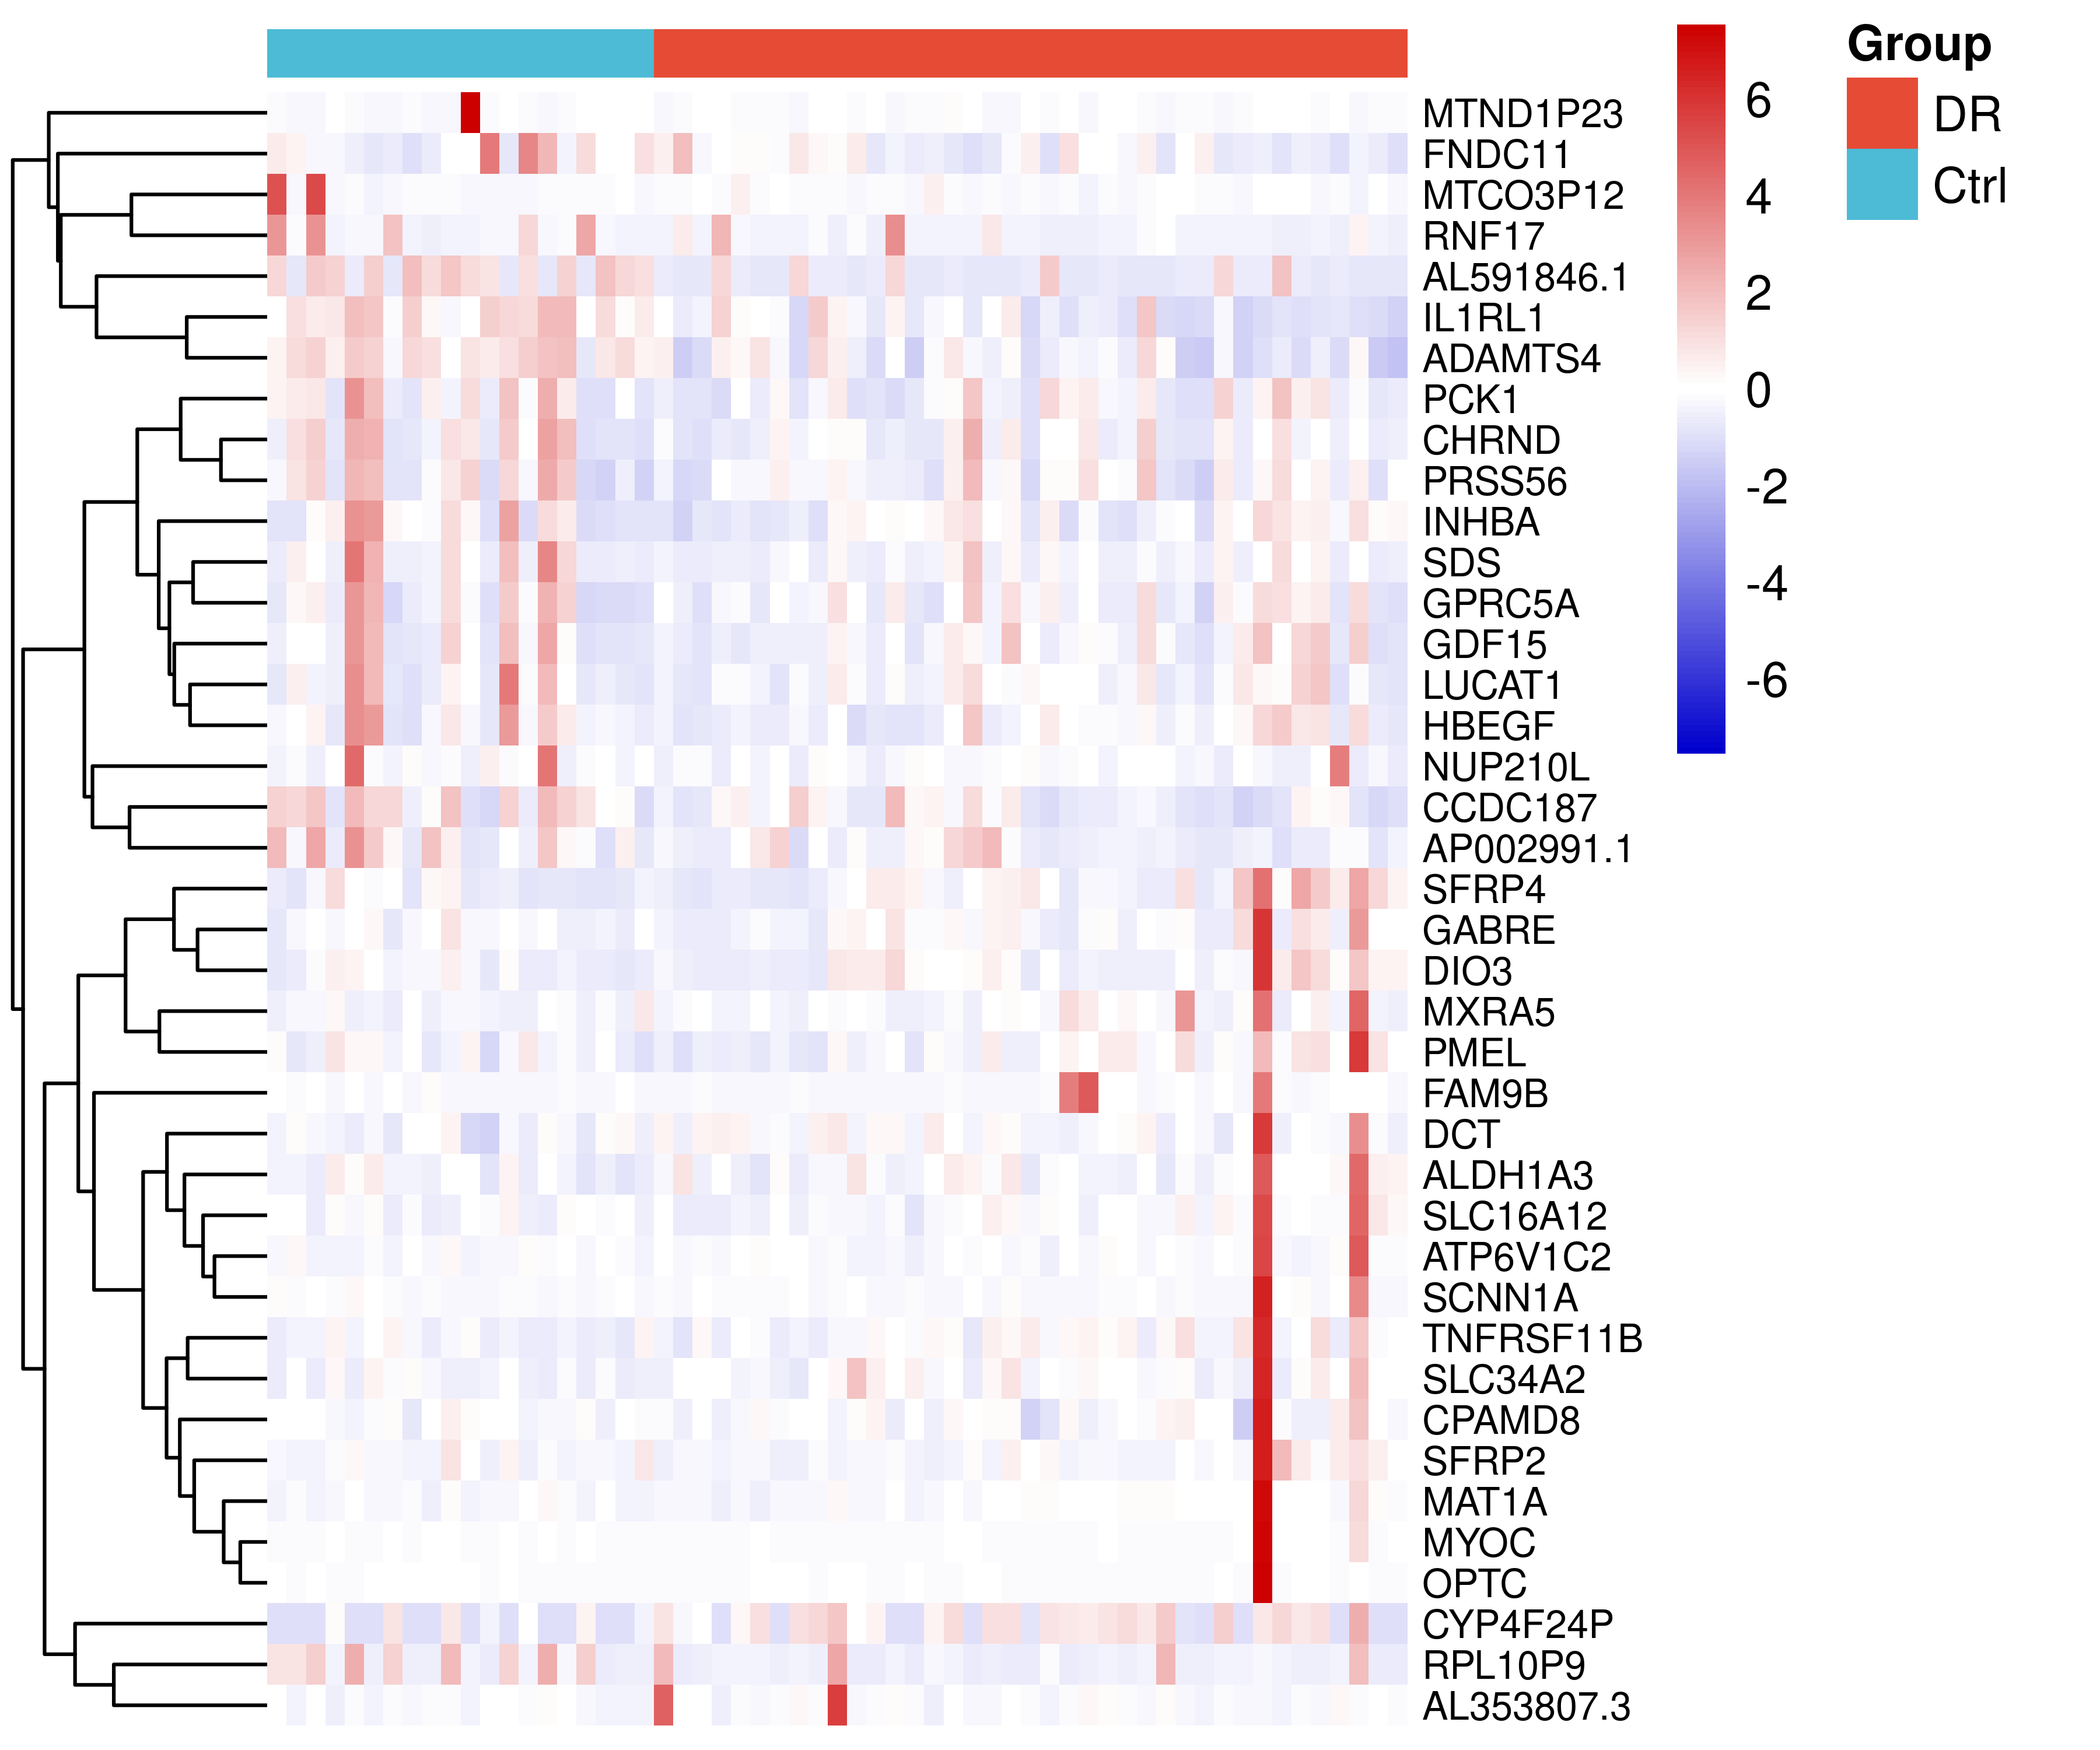 MTND1P23
FNDC11
MTCO3P12
RNF17
AL591846.1
IL1RL1
ADAMTS4
PCK1
CHRND
PRSS56
INHBA
SDS
GPRC5A
GDF15
LUCAT1
HBEGF
NUP210L
CCDC187
AP002991.1
SFRP4
GABRE
DIO3
MXRA5
PMEL
FAM9B
DCT
ALDH1A3
SLC16A12
ATP6V1C2
SCNN1A
TNFRSF11B
SLC34A2
CPAMD8
SFRP2
MAT1A
MYOC
OPTC
CYP4F24P
RPL10P9
AL353807.3
6
4
2
0
-2
-4
-6
Group
DR
Ctrl